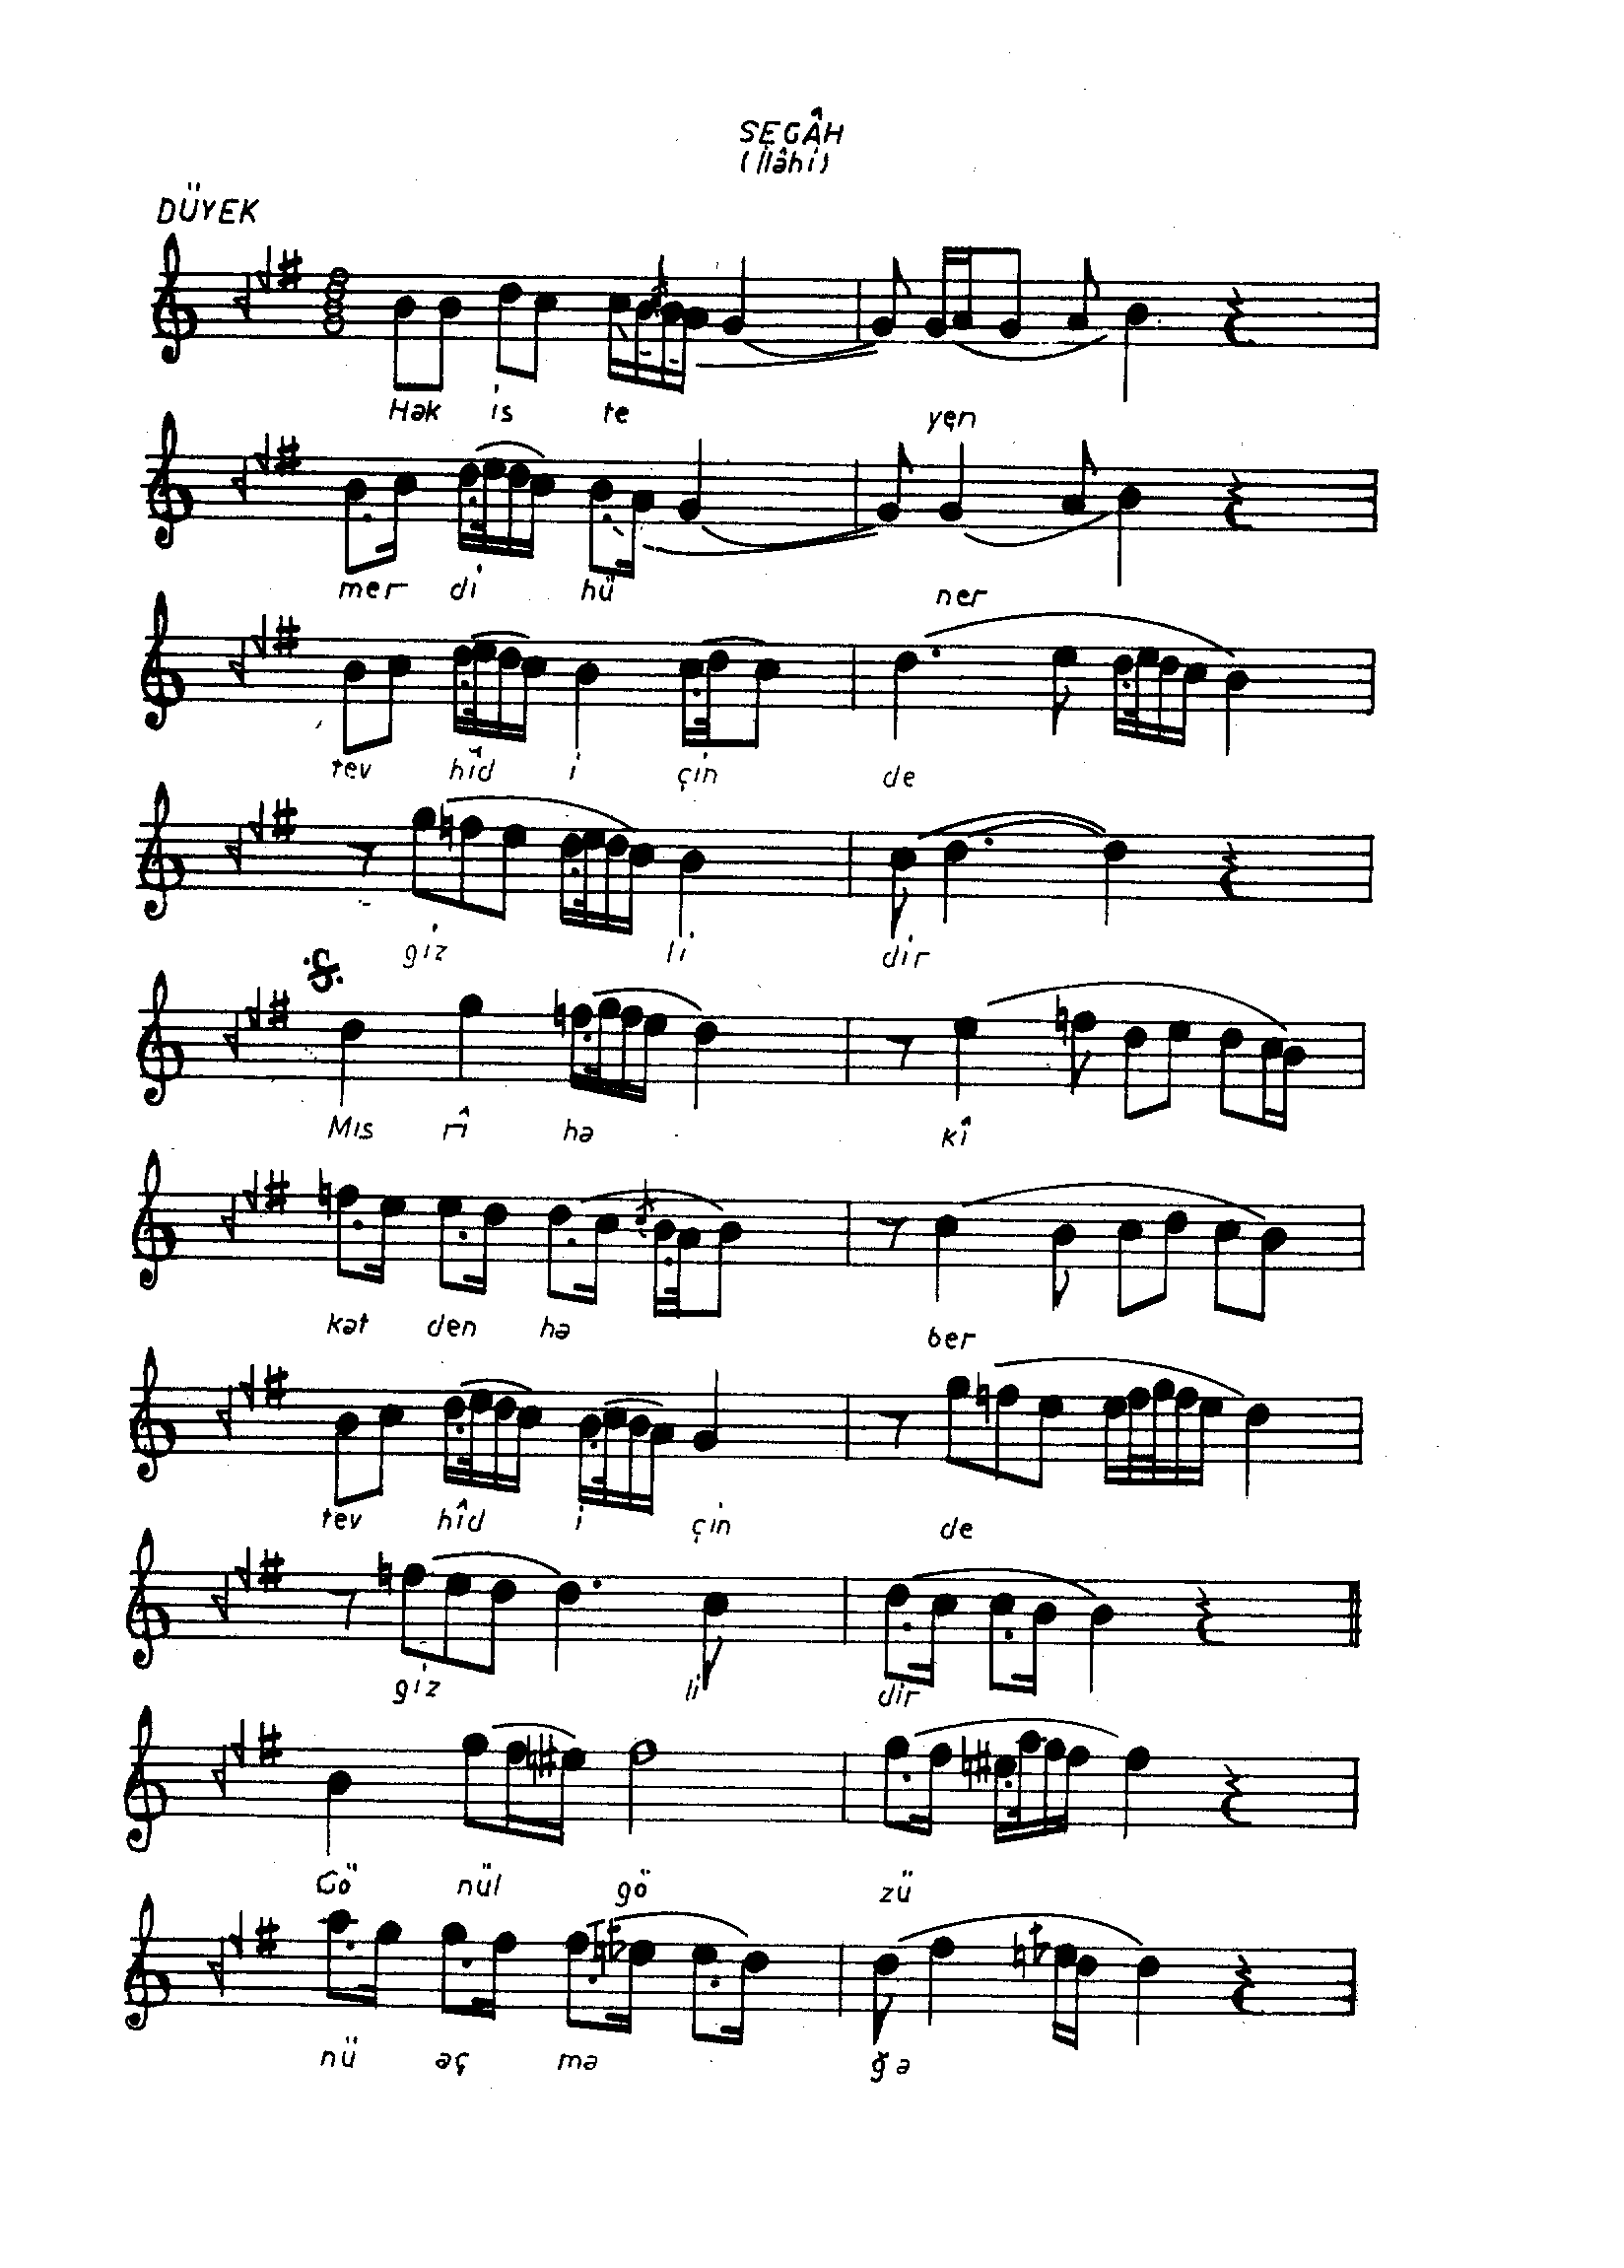 SEGÂH
(İlâhi)
DÜYEK
Hak is te yen
mer di hü ner
tev hîd i çin de
giz li dir
Mıs rî ha kî
kat den ha ber
tev hîd i çin de
giz li dir
Gö nül gö zü
nü aç ma ğa